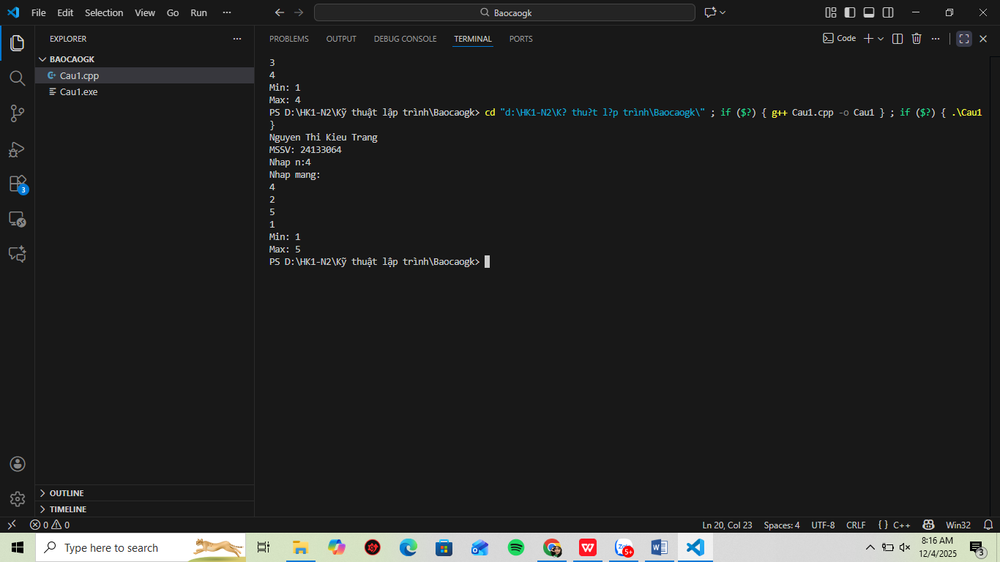 File Edit Selection View Go Run ···
Baocaogk
EXPLORER ···
BAOCAOGK
Cau1.cpp
Cau1.exe
3
OUTLINE
TIMELINE
PROBLEMS OUTPUT DEBUG CONSOLE TERMINAL PORTS
Code ···
3
4
Min: 1
Max: 4
PS D:\HK1-N2\Kỹ thuật lập trình\Baocaogk> cd "d:\HK1-N2\K? thu?t l?p trình\Baocaogk\" ; if ($?) { g++ Cau1.cpp -o Cau1 } ; if ($?) { .\Cau1
}
Nguyen Thi Kieu Trang
MSSV: 24133064
Nhap n:4
Nhap mang:
4
2
5
1
Min: 1
Max: 5
PS D:\HK1-N2\Kỹ thuật lập trình\Baocaogk>
0 0
Ln 20, Col 23 Spaces: 4 UTF-8 CRLF { } C++ Win32
Type here to search
W
Zalo
5+
W
8:16 AM
12/4/2025
3